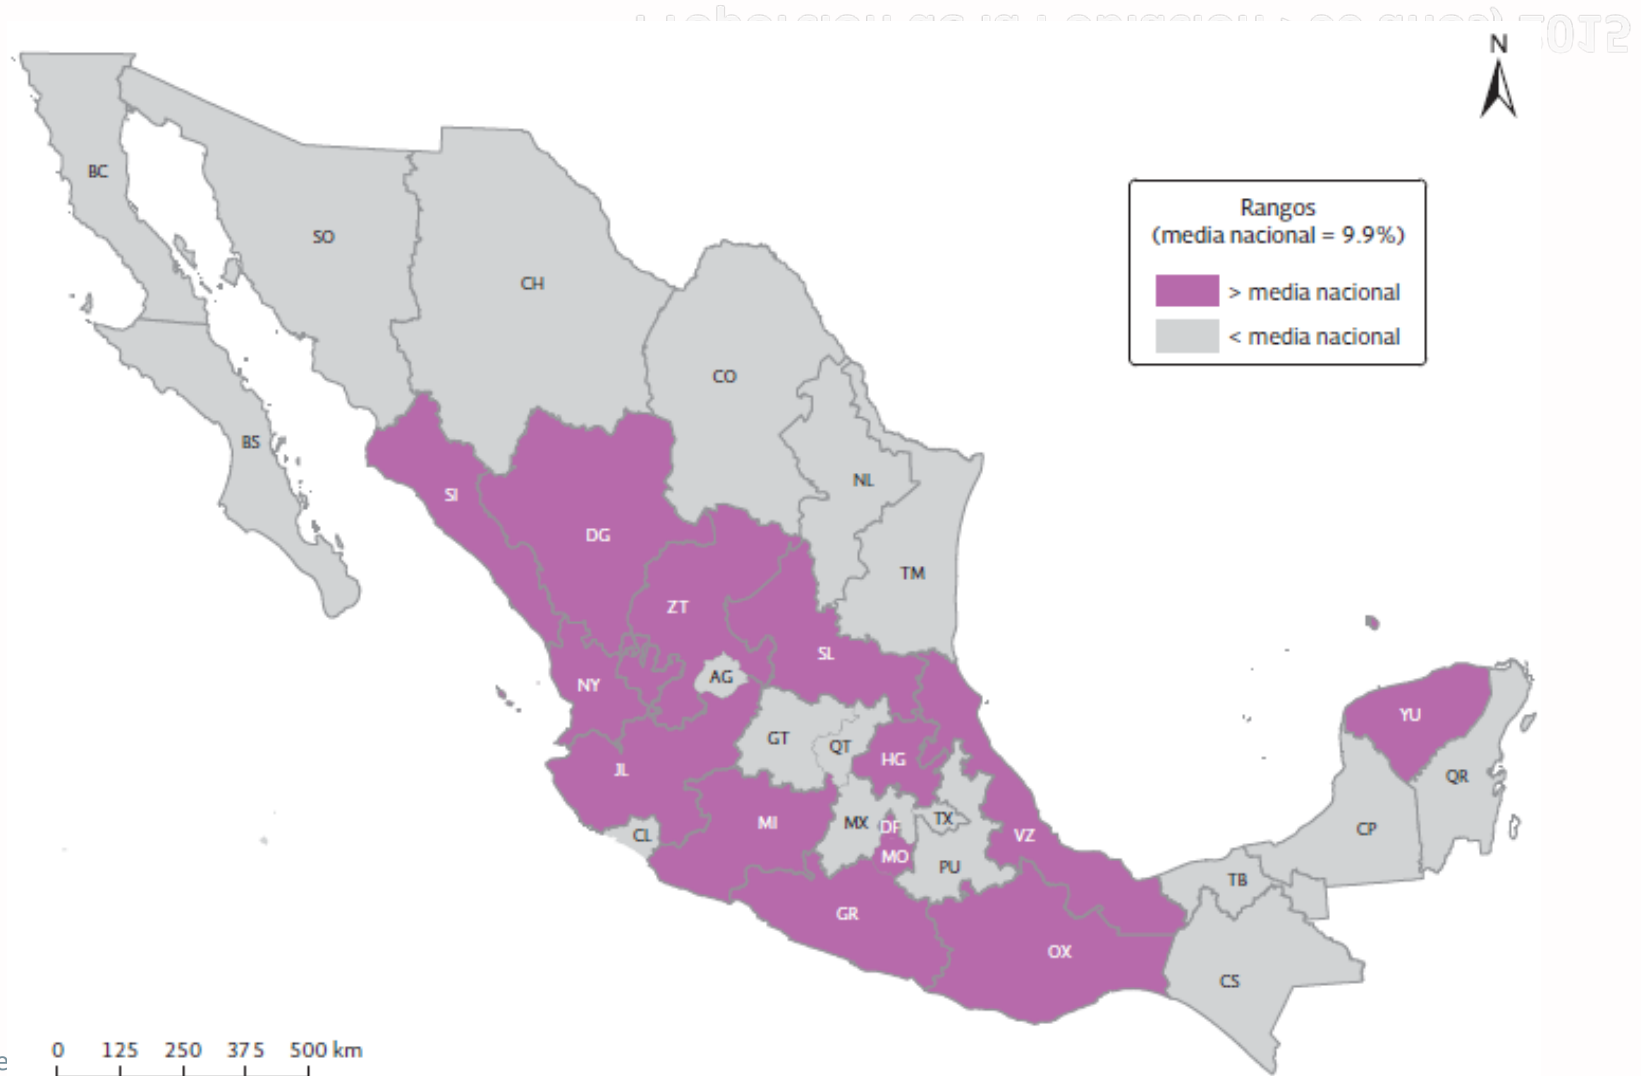 2015
N
BC
SO
CH
Rangos
(media nacional = 9.9%)
> media nacional
< media nacional
CO
BS
NL
SI
DG
TM
ZT
SL
AG
NY
YU
GT
QT
HG
JL
QR
MI
MX
DF
TX
CL
VZ
CP
MO
PU
TB
GR
OX
CS
0 125 250 375 500 km
e